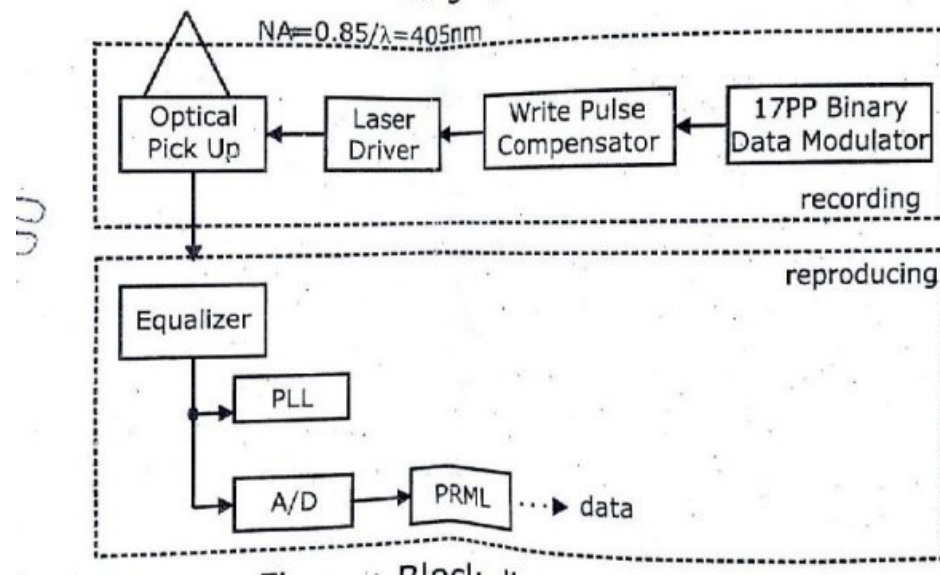 NA=0.85/λ=405nm
Optical
Pick Up
Laser
Driver
Write Pulse
Compensator
17PP Binary
Data Modulator
recording
reproducing
Equalizer
PLL
A/D
PRML
data
Block